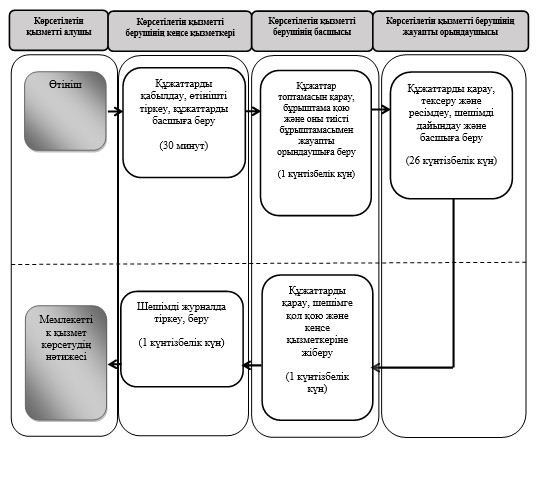 Көрсетілетін
қызметті алушы
Көрсетілетін қызметті
берушінің кеңсе қызметкері
Көрсетілетін қызметті
берушінің басшысы
Көрсетілетін қызметті берушінің
жауапты орындаушысы
Өтініш
Құжаттарды
қабылдау, өтінішті
тіркеу, құжаттарды
басшыға беру
(30 минут)
Құжаттар
топтамасын қарау,
бұрыштама қою
және оны тиісті
бұрыштамасымен
жауапты
орындаушыға беру
(1 күнтізбелік күн)
Құжаттарды қарау,
тексеру және
ресімдеу, шешімді
дайындау және
басшыға беру
(26 күнтізбелік күн)
Мемлекетті
к қызмет
көрсетудің
нәтижесі
Шешімді журналда
тіркеу, беру
(1 күнтізбелік күн)
Құжаттарды
қарау, шешімге
қол қою және
кеңсе
қызметкеріне
жіберу
(1 күнтізбелік
күн)